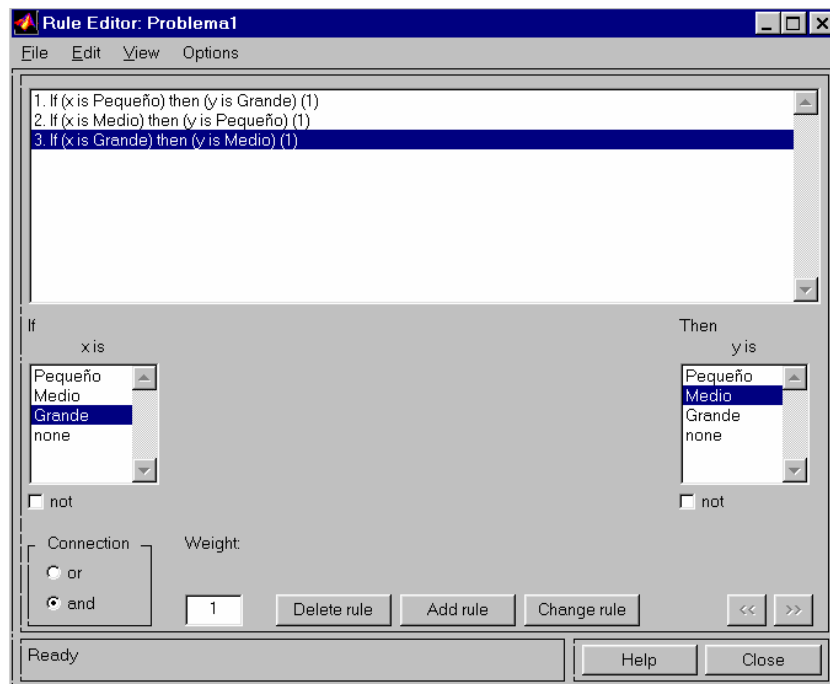 Rule Editor: Problema1
File Edit View Options
1. If (x is Pequeño) then (y is Grande) (1)
2. If (x is Medio) then (y is Pequeño) (1)
3. If (x is Grande) then (y is Medio) (1)
If
x is
Pequeño
Medio
Grande
none
not
Then
y is
Pequeño
Medio
Grande
none
not
Connection
or
and
Weight:
1
Delete rule Add rule Change rule << >>
Ready Help Close